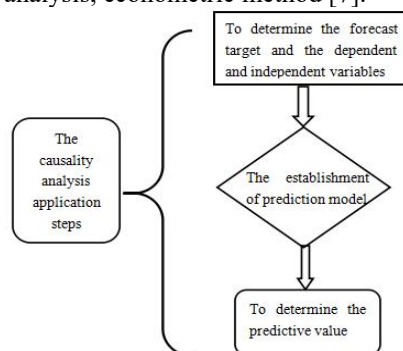 analysis, econometric method [7].
To determine the forecast
target and the dependent
and independent variables
The
causality
analysis
application
steps
The establishment
of prediction model
To determine the
predictive value